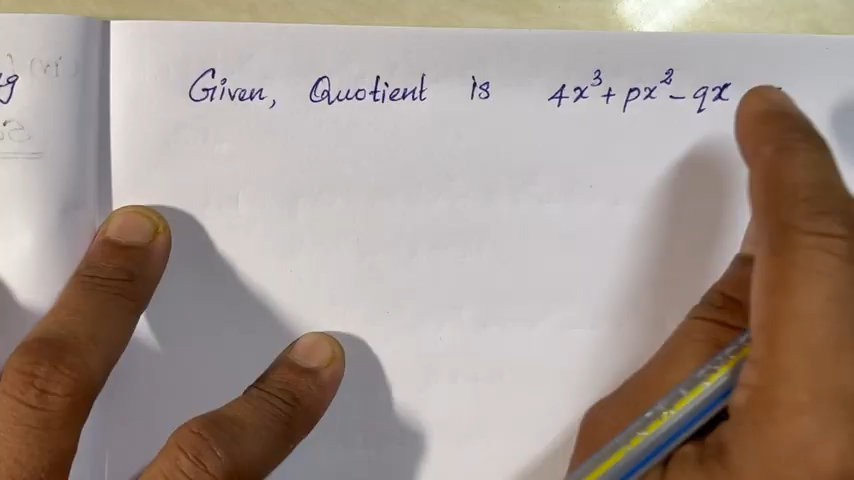 Given, Quotient is 4x³ + px² - qx